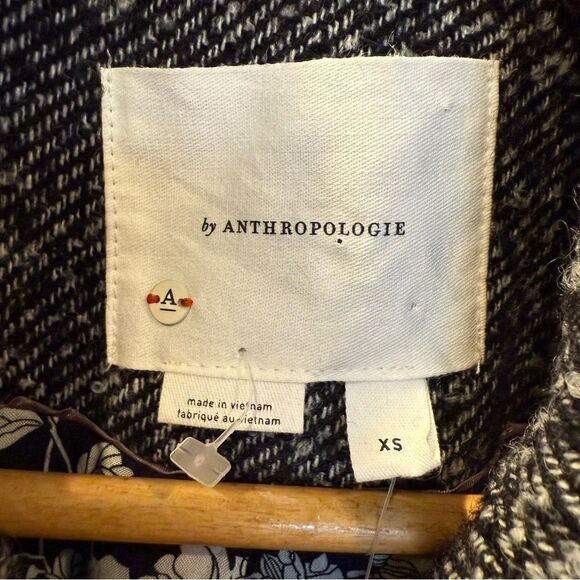 by ANTHROPOLOGIE
A
made in vietnam
fabriqué au vietnam
XS